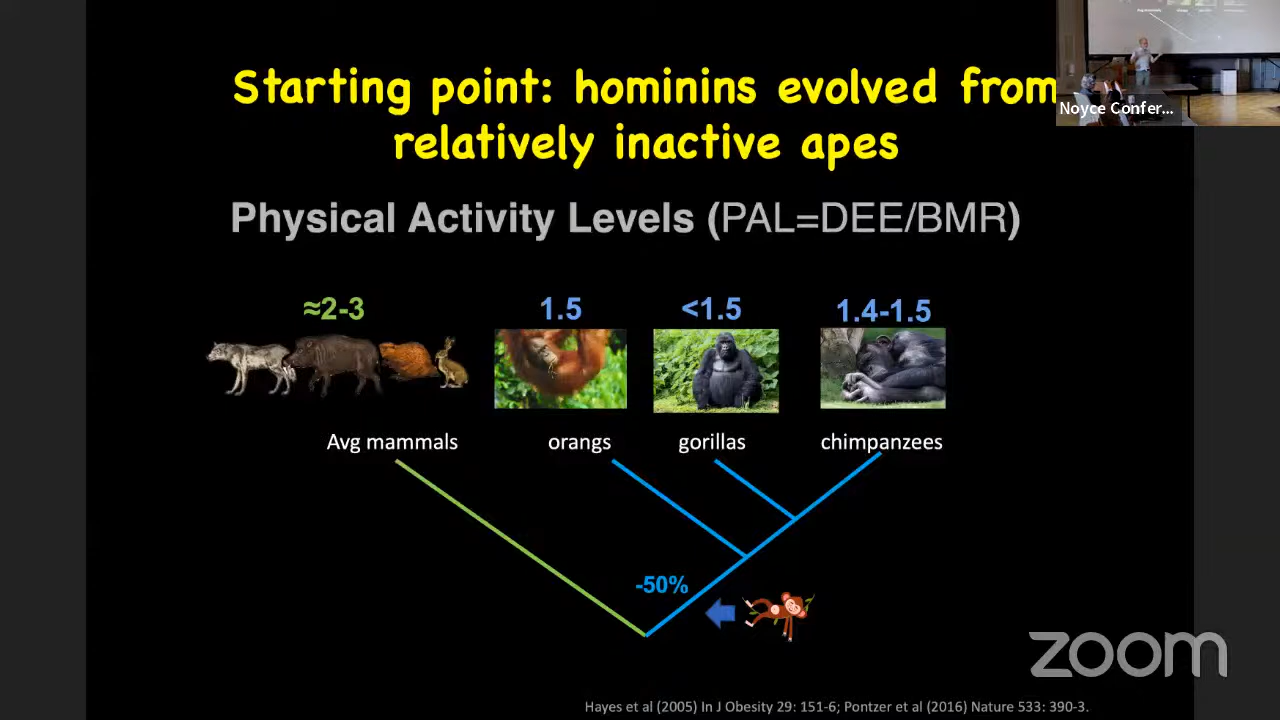 Starting point: hominins evolved from
relatively inactive apes
Noyce Confer...
Physical Activity Levels (PAL=DEE/BMR)
≈2-3
1.5
<1.5
1.4-1.5
Avg mammals
orangs
gorillas
chimpanzees
-50%
zoom
Hayes et al (2005) In J Obesity 29: 151-6; Pontzer et al (2016) Nature 533: 390-3.